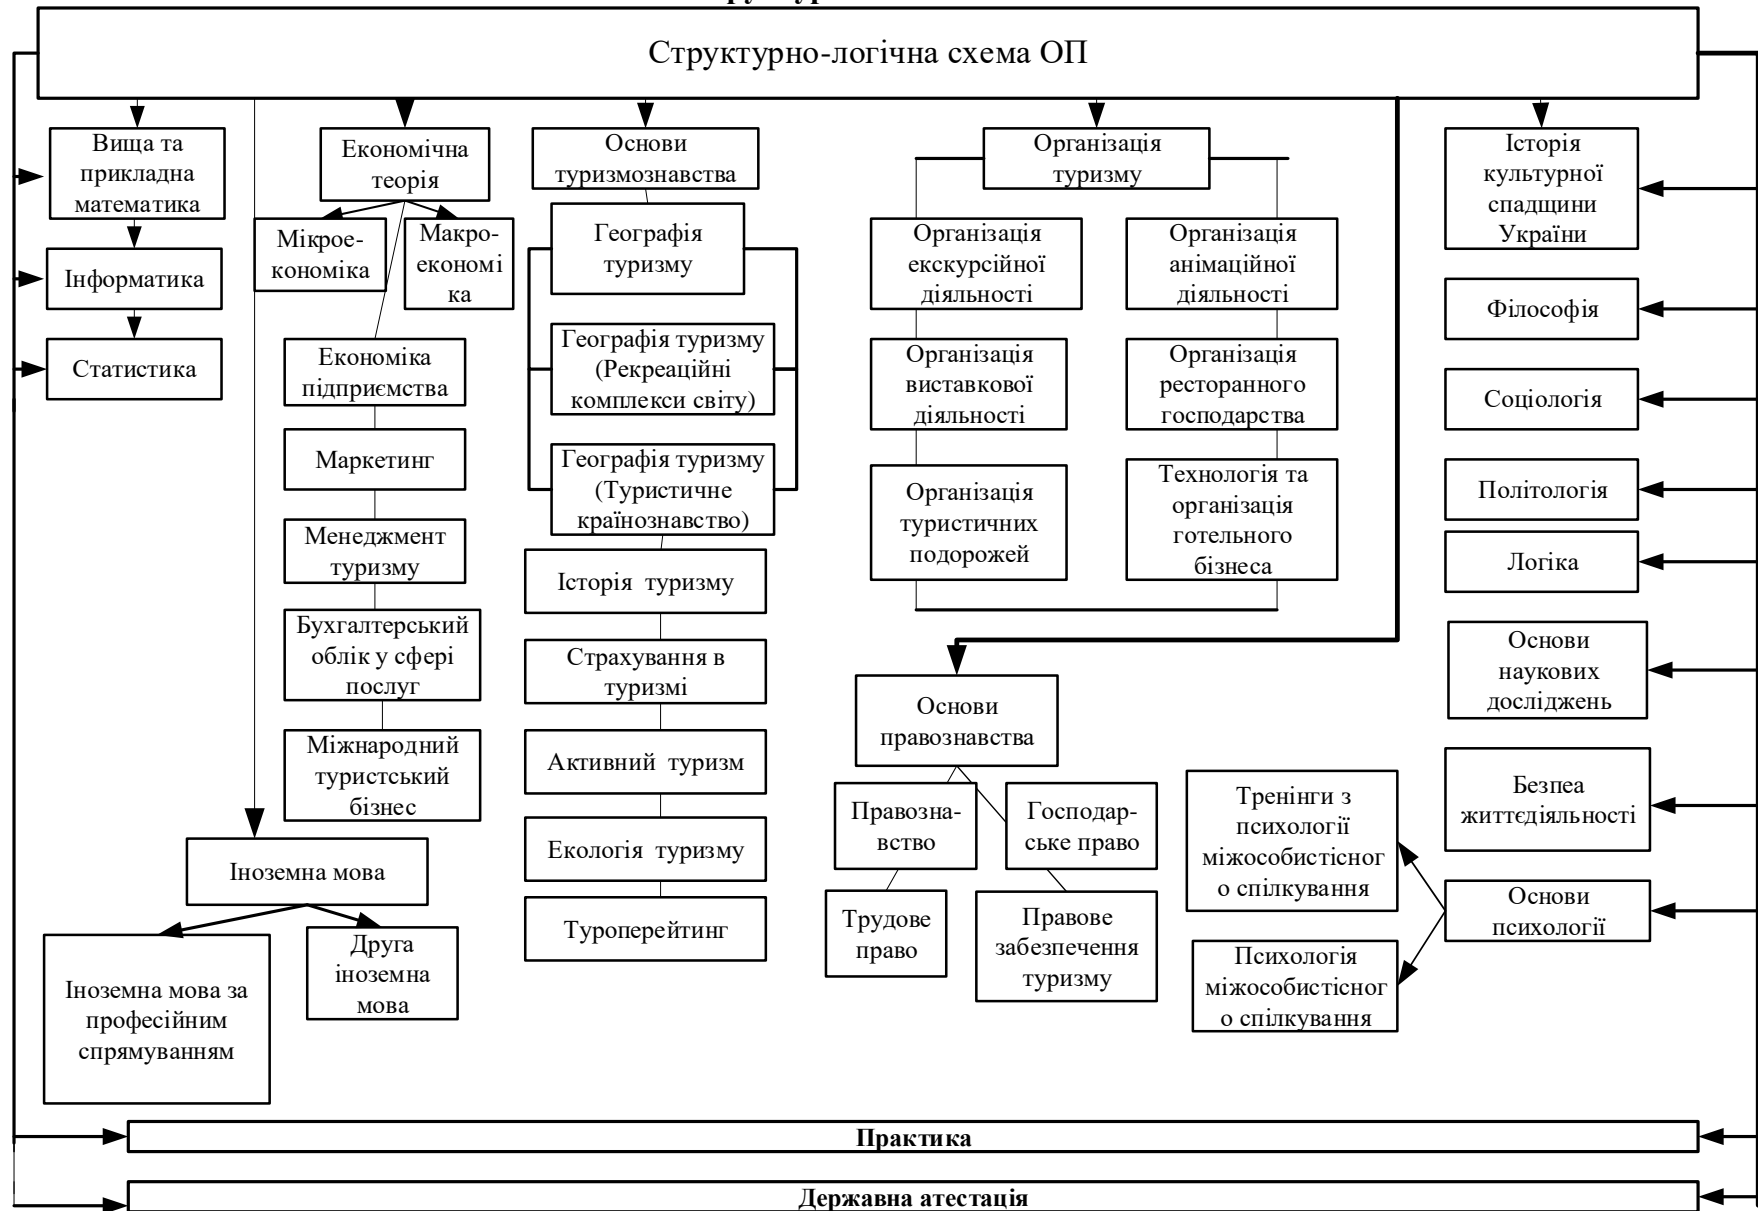 Структурно-логічна схема ОП
Вища та
прикладна
математика
Інформатика
Статистика
Економічна
теорія
Мікрое-
кономіка
Макро-
економі
ка
Економіка
підприємства
Маркетинг
Менеджмент
туризму
Бухгалтерський
облік у сфері
послуг
Міжнародний
туристський
бізнес
Іноземна мова
Іноземна мова за
професійним
спрямуванням
Друга
іноземна
мова
Основи
туризмознавства
Географія
туризму
Географія туризму
(Рекреаційні
комплекси світу)
Географія туризму
(Туристичне
країнознавство)
Історія туризму
Страхування в
туризмі
Активний туризм
Екологія туризму
Туроперейтинг
Організація
туризму
Організація
екскурсійної
діяльності
Організація
виставкової
діяльності
Організація
туристичних
подорожей
Організація
анімаційної
діяльності
Організація
ресторанного
господарства
Технологія та
організація
готельного
бізнеса
Основи
правознавства
Правозна-
вство
Трудове
право
Господар-
ське право
Правове
забезпечення
туризму
Історія
культурної
спадщини
України
Філософія
Соціологія
Політологія
Логіка
Основи
наукових
досліджень
Безпеа
життєдіяльності
Основи
психології
Тренінги з
психології
міжособистісног
о спілкування
Психологія
міжособистісног
о спілкування
Практика
Державна атестація